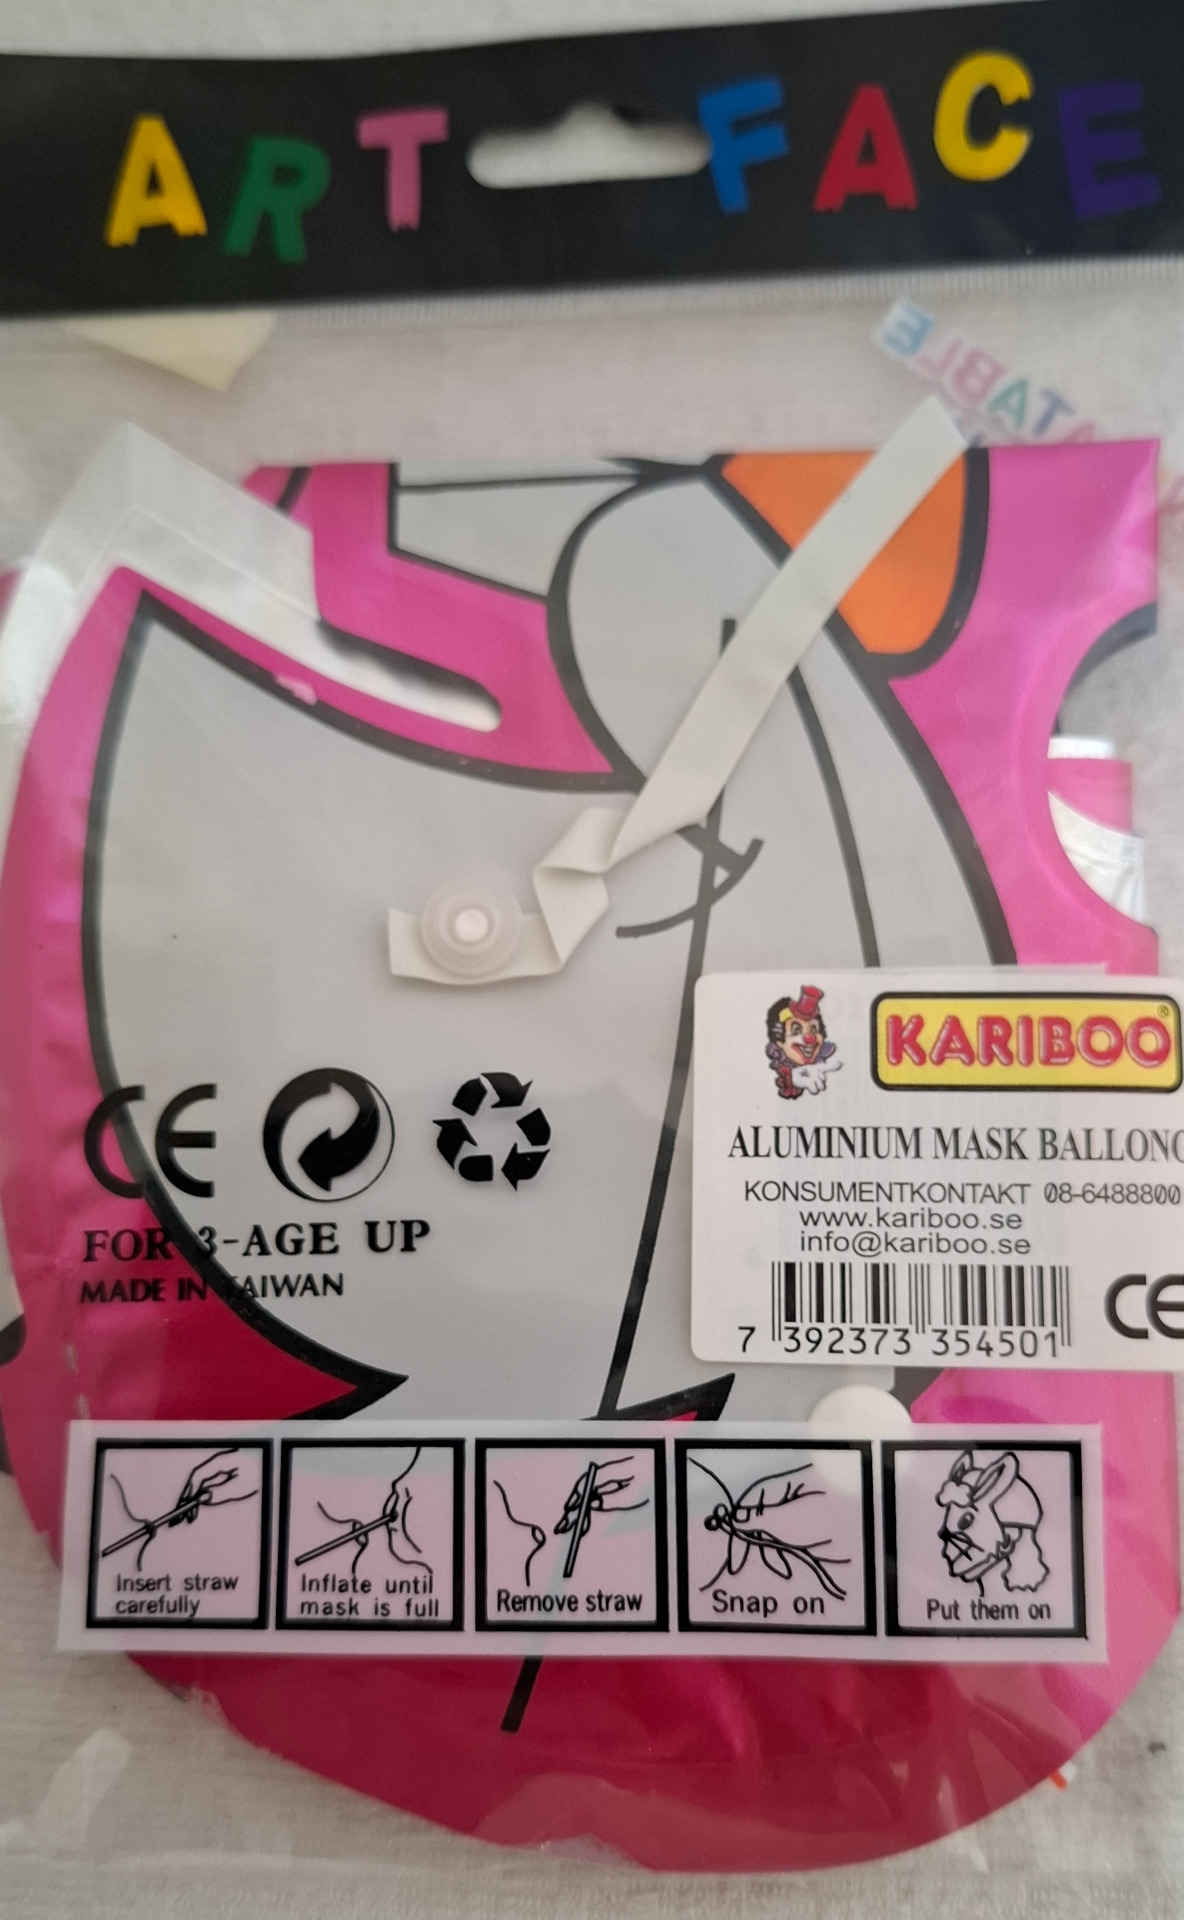 ART FACE
TABLE
KARIBOO®
ALUMINIUM MASK BALLONG
KONSUMENTKONTAKT 08-6488800
www.kariboo.se
info@kariboo.se
7 392373 354501
CE
CE
FOR 3-AGE UP
MADE IN TAIWAN
Insert straw
carefully
Inflate until
mask is full
Remove straw
Snap on
Put them on